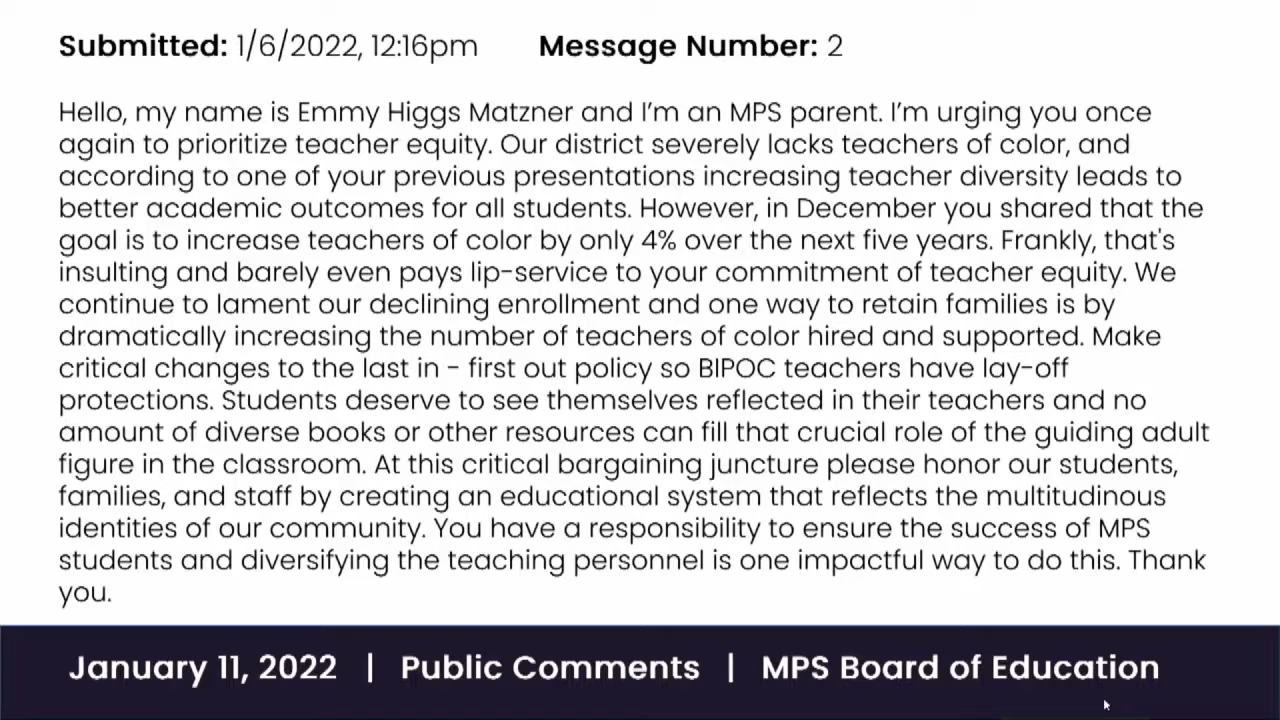 Submitted: 1/6/2022, 12:16pm Message Number: 2
Hello, my name is Emmy Higgs Matzner and I'm an MPS parent. I'm urging you once
again to prioritize teacher equity. Our district severely lacks teachers of color, and
according to one of your previous presentations increasing teacher diversity leads to
better academic outcomes for all students. However, in December you shared that the
goal is to increase teachers of color by only 4% over the next five years. Frankly, that's
insulting and barely even pays lip-service to your commitment of teacher equity. We
continue to lament our declining enrollment and one way to retain families is by
dramatically increasing the number of teachers of color hired and supported. Make
critical changes to the last in - first out policy so BIPOC teachers have lay-off
protections. Students deserve to see themselves reflected in their teachers and no
amount of diverse books or other resources can fill that crucial role of the guiding adult
figure in the classroom. At this critical bargaining juncture please honor our students,
families, and staff by creating an educational system that reflects the multitudinous
identities of our community. You have a responsibility to ensure the success of MPS
students and diversifying the teaching personnel is one impactful way to do this. Thank
you.
January 11, 2022 | Public Comments | MPS Board of Education